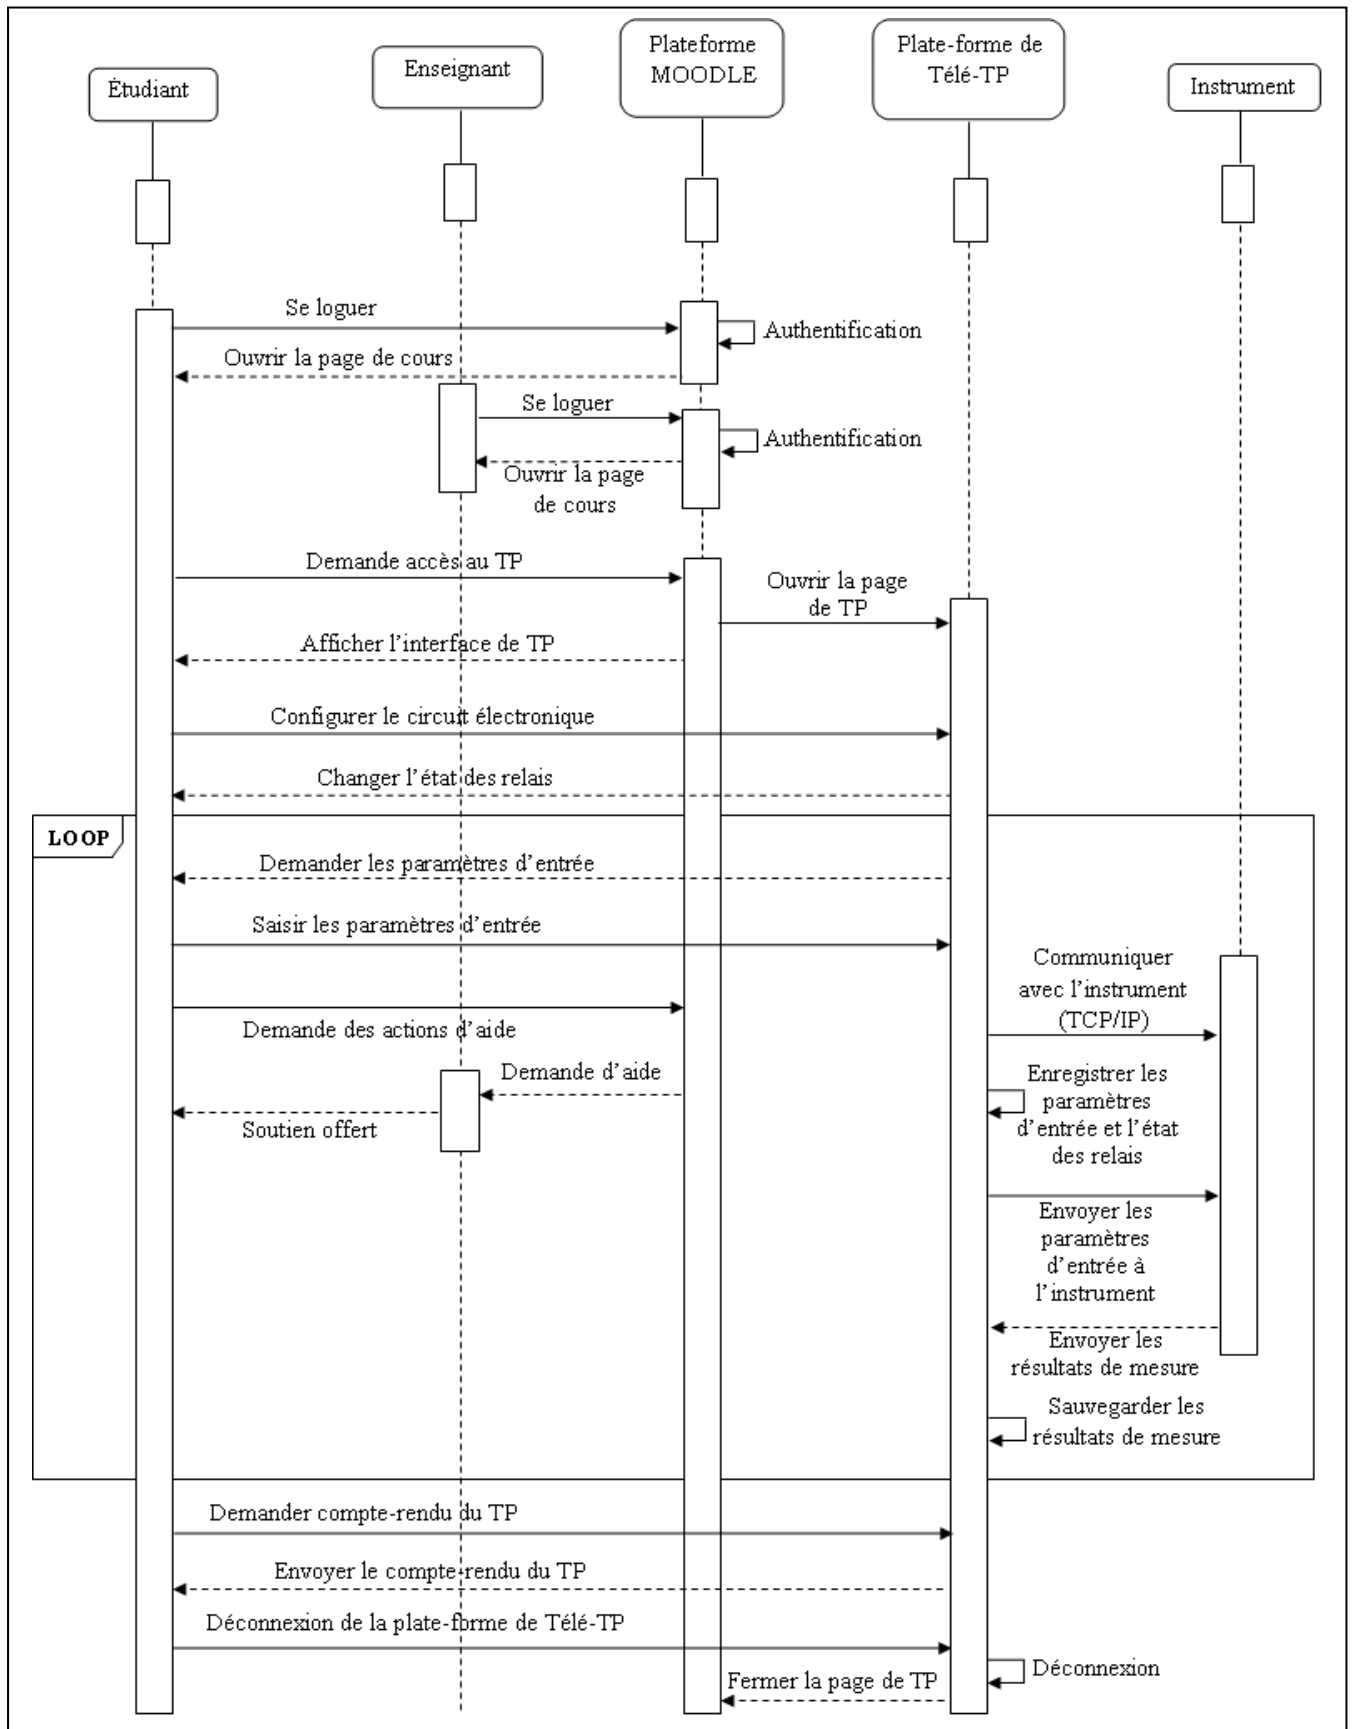 Étudiant
Enseignant
Plateforme
MOODLE
Plate-forme de
Télé-TP
Instrument
Se loguer
Authentification
Ouvrir la page de cours
Se loguer
Authentification
Ouvrir la page
de cours
Demande accès au TP
Ouvrir la page
de TP
Afficher l'interface de TP
Configurer le circuit électronique
Changer l'état des relais
LOOP
Demander les paramètres d'entrée
Saisir les paramètres d'entrée
Communiquer
avec l'instrument
(TCP/IP)
Demande des actions d'aide
Demande d'aide
Soutien offert
Enregistrer les
paramètres
d'entrée et l'état
des relais
Envoyer les
paramètres
d'entrée à
l'instrument
Envoyer les
résultats de mesure
Sauvegarder les
résultats de mesure
Demander compte-rendu du TP
Envoyer le compte-rendu du TP
Déconnexion de la plate-forme de Télé-TP
Déconnexion
Fermer la page de TP